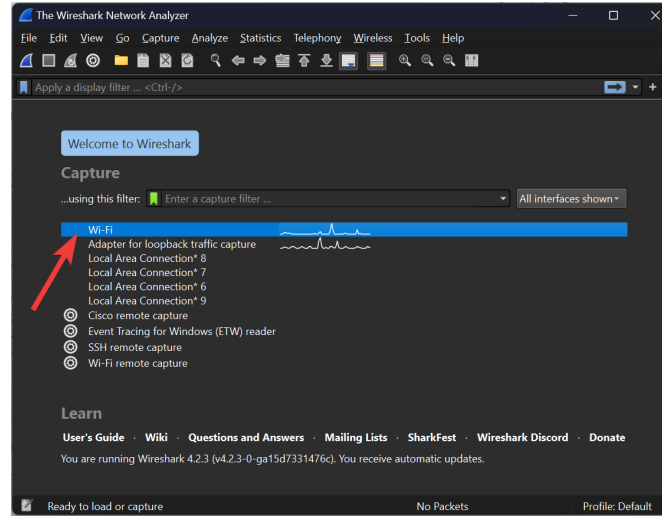 The Wireshark Network Analyzer
File Edit View Go Capture Analyze Statistics Telephony Wireless Tools Help
Apply a display filter ... <Ctrl-/>
Welcome to Wireshark
Capture
...using this filter: Enter a capture filter ... All interfaces shown
Wi-Fi
Adapter for loopback traffic capture
Local Area Connection* 8
Local Area Connection* 7
Local Area Connection* 6
Local Area Connection* 9
Cisco remote capture
Event Tracing for Windows (ETW) reader
SSH remote capture
Wi-Fi remote capture
Learn
User's Guide · Wiki · Questions and Answers · Mailing Lists · SharkFest · Wireshark Discord · Donate
You are running Wireshark 4.2.3 (v4.2.3-0-ga15d7331476c). You receive automatic updates.
Ready to load or capture No Packets Profile: Default